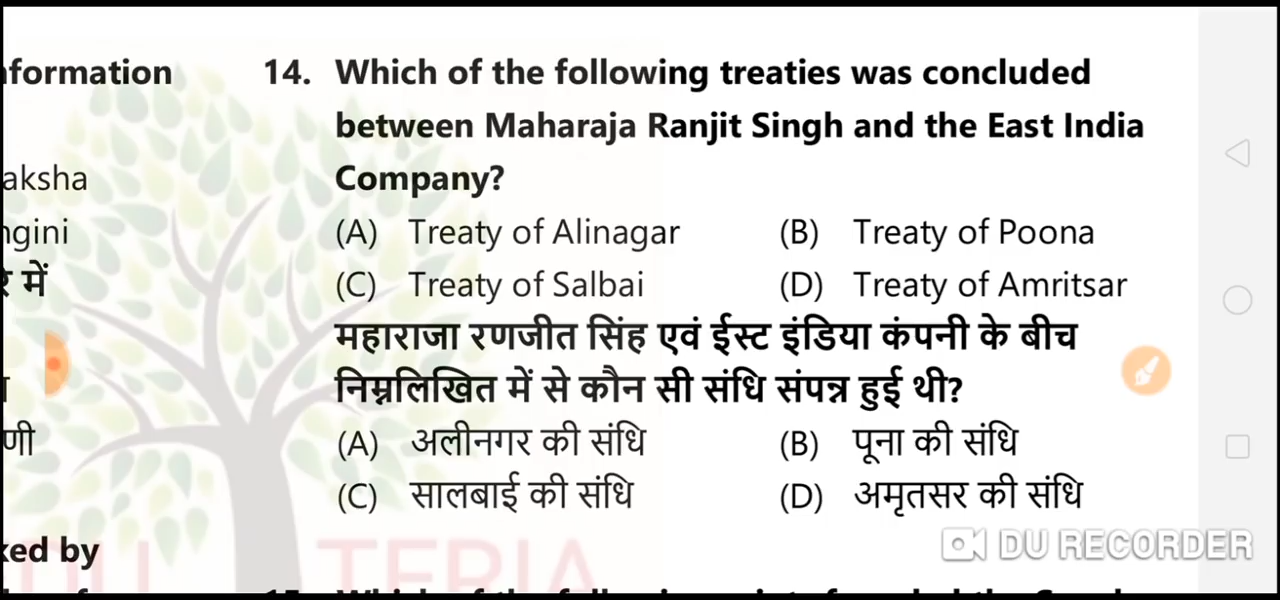 formation
aksha
gini
रे में
णी
ked by
14. Which of the following treaties was concluded
between Maharaja Ranjit Singh and the East India
Company?
(A) Treaty of Alinagar (B) Treaty of Poona
(C) Treaty of Salbai (D) Treaty of Amritsar
महाराजा रणजीत सिंह एवं ईस्ट इंडिया कंपनी के बीच
निम्नलिखित में से कौन सी संधि संपन्न हुई थी?
(A) अलीनगर की संधि (B) पूना की संधि
(C) सालबाई की संधि (D) अमृतसर की संधि
TERIA
DU RECORDER